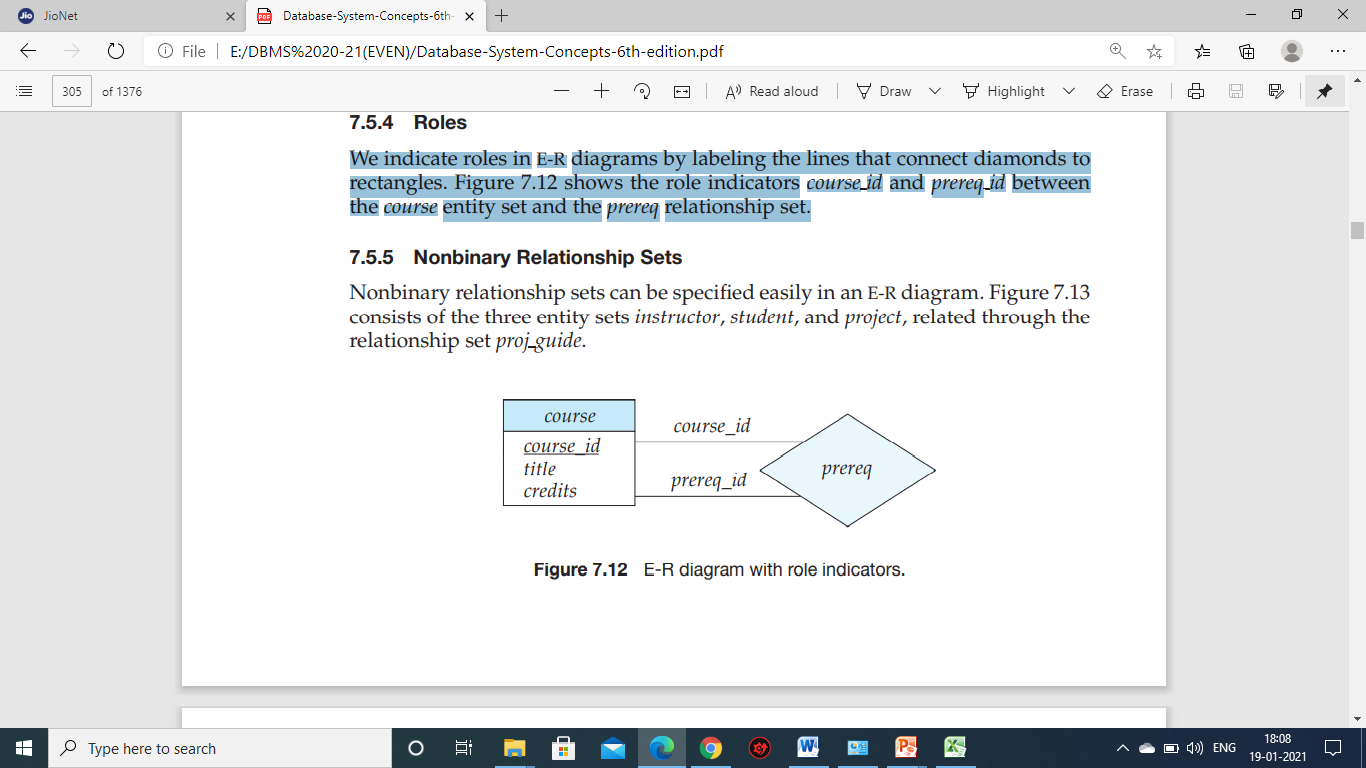 JioNet
Database-System-Concepts-6th-
File
E:/DBMS%2020-21(EVEN)/Database-System-Concepts-6th-edition.pdf
305 of 1376
Read aloud
Draw
Highlight
Erase
7.5.4 Roles
We indicate roles in E-R diagrams by labeling the lines that connect diamonds to
rectangles. Figure 7.12 shows the role indicators course_id and prereq_id between
the course entity set and the prereq relationship set.
7.5.5 Nonbinary Relationship Sets
Nonbinary relationship sets can be specified easily in an E-R diagram. Figure 7.13
consists of the three entity sets instructor, student, and project, related through the
relationship set proj_guide.
course
course_id
title
credits
course_id
prereq_id
prereq
Figure 7.12 E-R diagram with role indicators.
Type here to search
ENG
18:08
19-01-2021